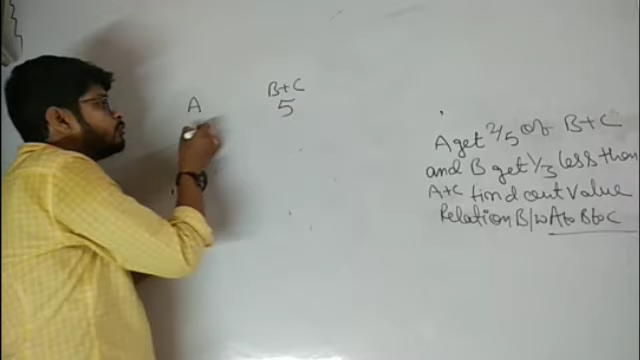 A
B+C
5
A get 2/5 of B+C
and B get 1/3 less than
A+C find out value
Relation B/w A to B to C